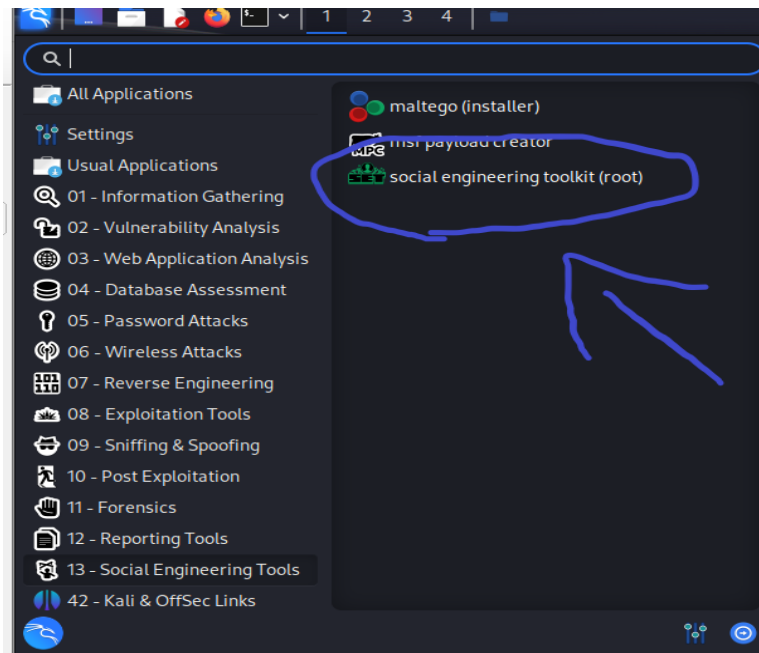 1 2 3 4
All Applications
Settings
Usual Applications
01 - Information Gathering
02 - Vulnerability Analysis
03 - Web Application Analysis
04 - Database Assessment
05 - Password Attacks
06 - Wireless Attacks
07 - Reverse Engineering
08 - Exploitation Tools
09 - Sniffing & Spoofing
10 - Post Exploitation
11 - Forensics
12 - Reporting Tools
13 - Social Engineering Tools
42 - Kali & OffSec Links
maltego (installer)
MPC msf payload creator
SET social engineering toolkit (root)